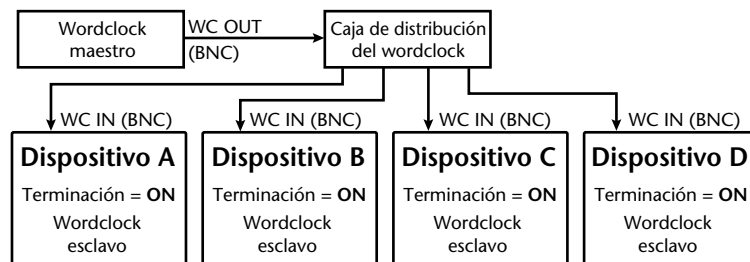 Wordclock
maestro
WC OUT
(BNC)
Caja de distribución
del wordclock
WC IN (BNC)
WC IN (BNC)
WC IN (BNC)
WC IN (BNC)
Dispositivo A
Terminación = ON
Wordclock
esclavo
Dispositivo B
Terminación = ON
Wordclock
esclavo
Dispositivo C
Terminación = ON
Wordclock
esclavo
Dispositivo D
Terminación = ON
Wordclock
esclavo